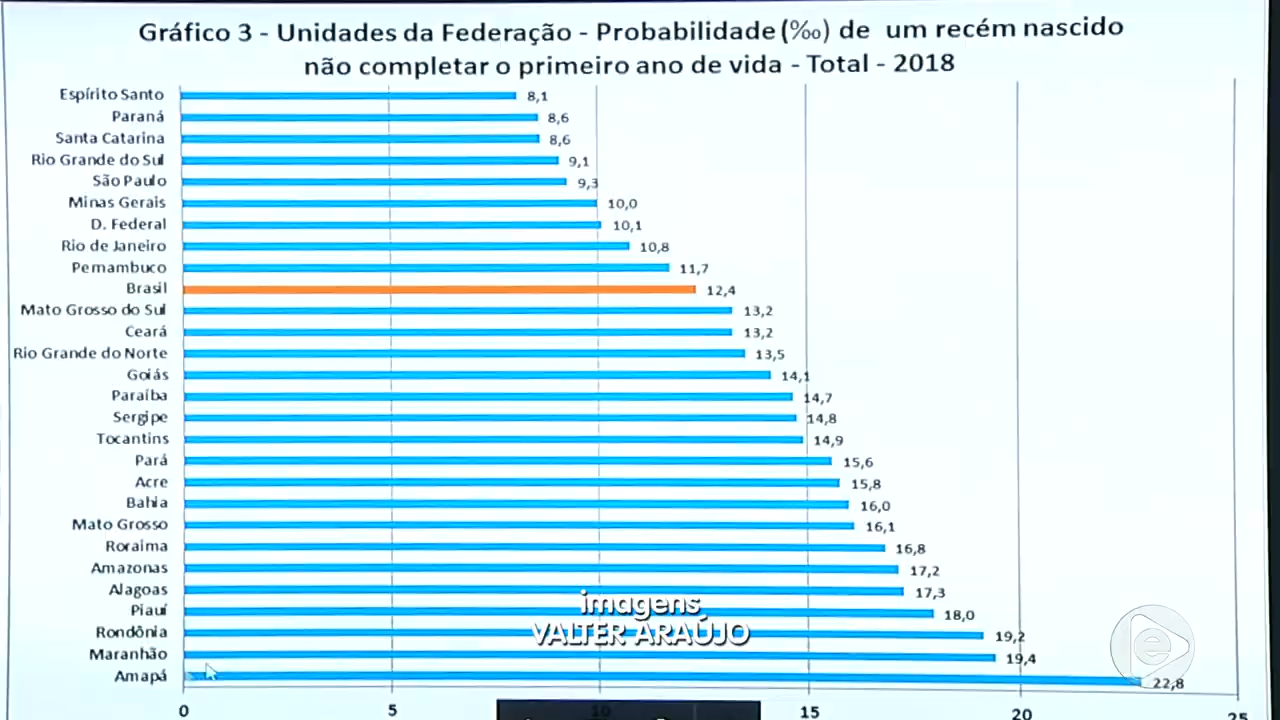 Gráfico 3 - Unidades da Federação - Probabilidade (‰) de um recém nascido
não completar o primeiro ano de vida - Total - 2018
Espírito Santo 8,1
Paraná 8,6
Santa Catarina 8,6
Rio Grande do Sul 9,1
São Paulo 9,3
Minas Gerais 10,0
D. Federal 10,1
Rio de Janeiro 10,8
Pernambuco 11,7
Brasil 12,4
Mato Grosso do Sul 13,2
Ceará 13,2
Rio Grande do Norte 13,5
Goiás 14,1
Paraíba 14,7
Sergipe 14,8
Tocantins 14,9
Pará 15,6
Acre 15,8
Bahia 16,0
Mato Grosso 16,1
Roraima 16,8
Amazonas 17,2
Alagoas 17,3
imagens
Piauí 18,0
VALTER ARAÚJO
Rondônia 19,2
e
Maranhão 19,4
Amapá 22,8
0 5 10 15 20 25